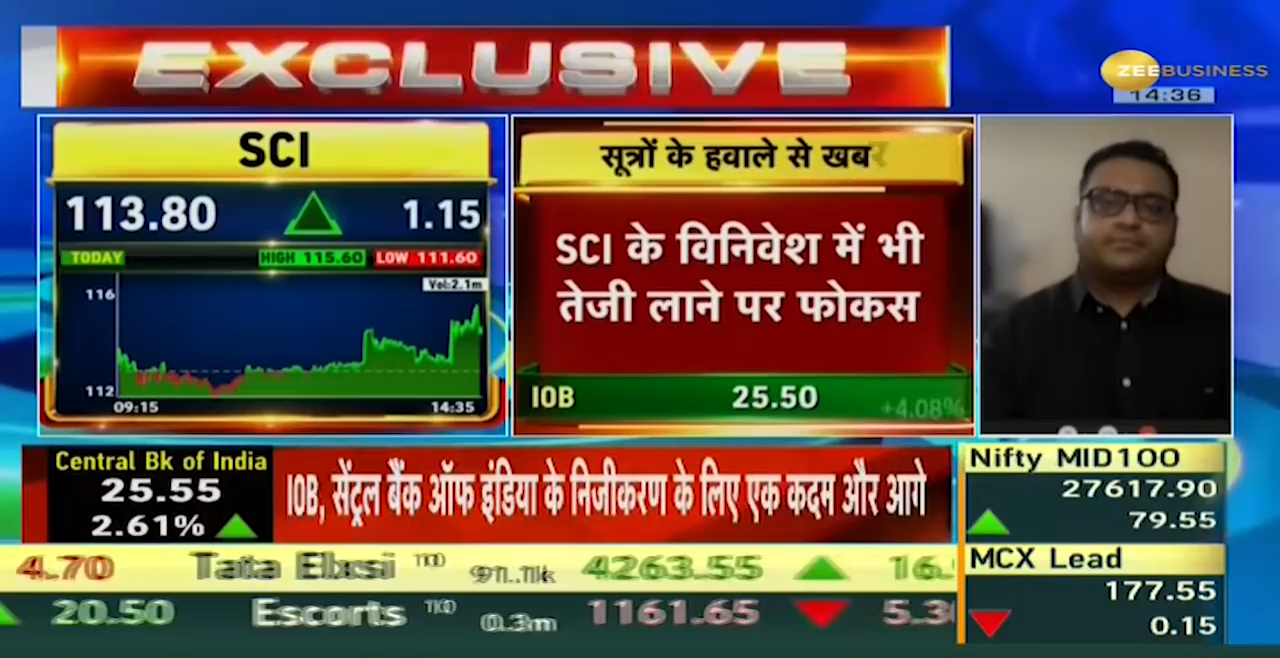 EXCLUSIVE
ZEEBUSINESS
14:36
SCI
113.80 1.15
TODAY HIGH 115.60 LOW 111.60
Vol:2.1m
116
112
09:15 14:35
सूत्रों के हवाले से खबर
SCI के विनिवेश में भी
तेजी लाने पर फोकस
IOB 25.50 +4.08%
Central Bk of India
25.55
2.61%
IOB, सेंट्रल बैंक ऑफ इंडिया के निजीकरण के लिए एक कदम और आगे
Nifty MID100
27617.90
79.55
MCX Lead
177.55
0.15
4.70 Tata Elxsi 4263.55 16.
20.50 Escorts 0.3m 1161.65 5.3